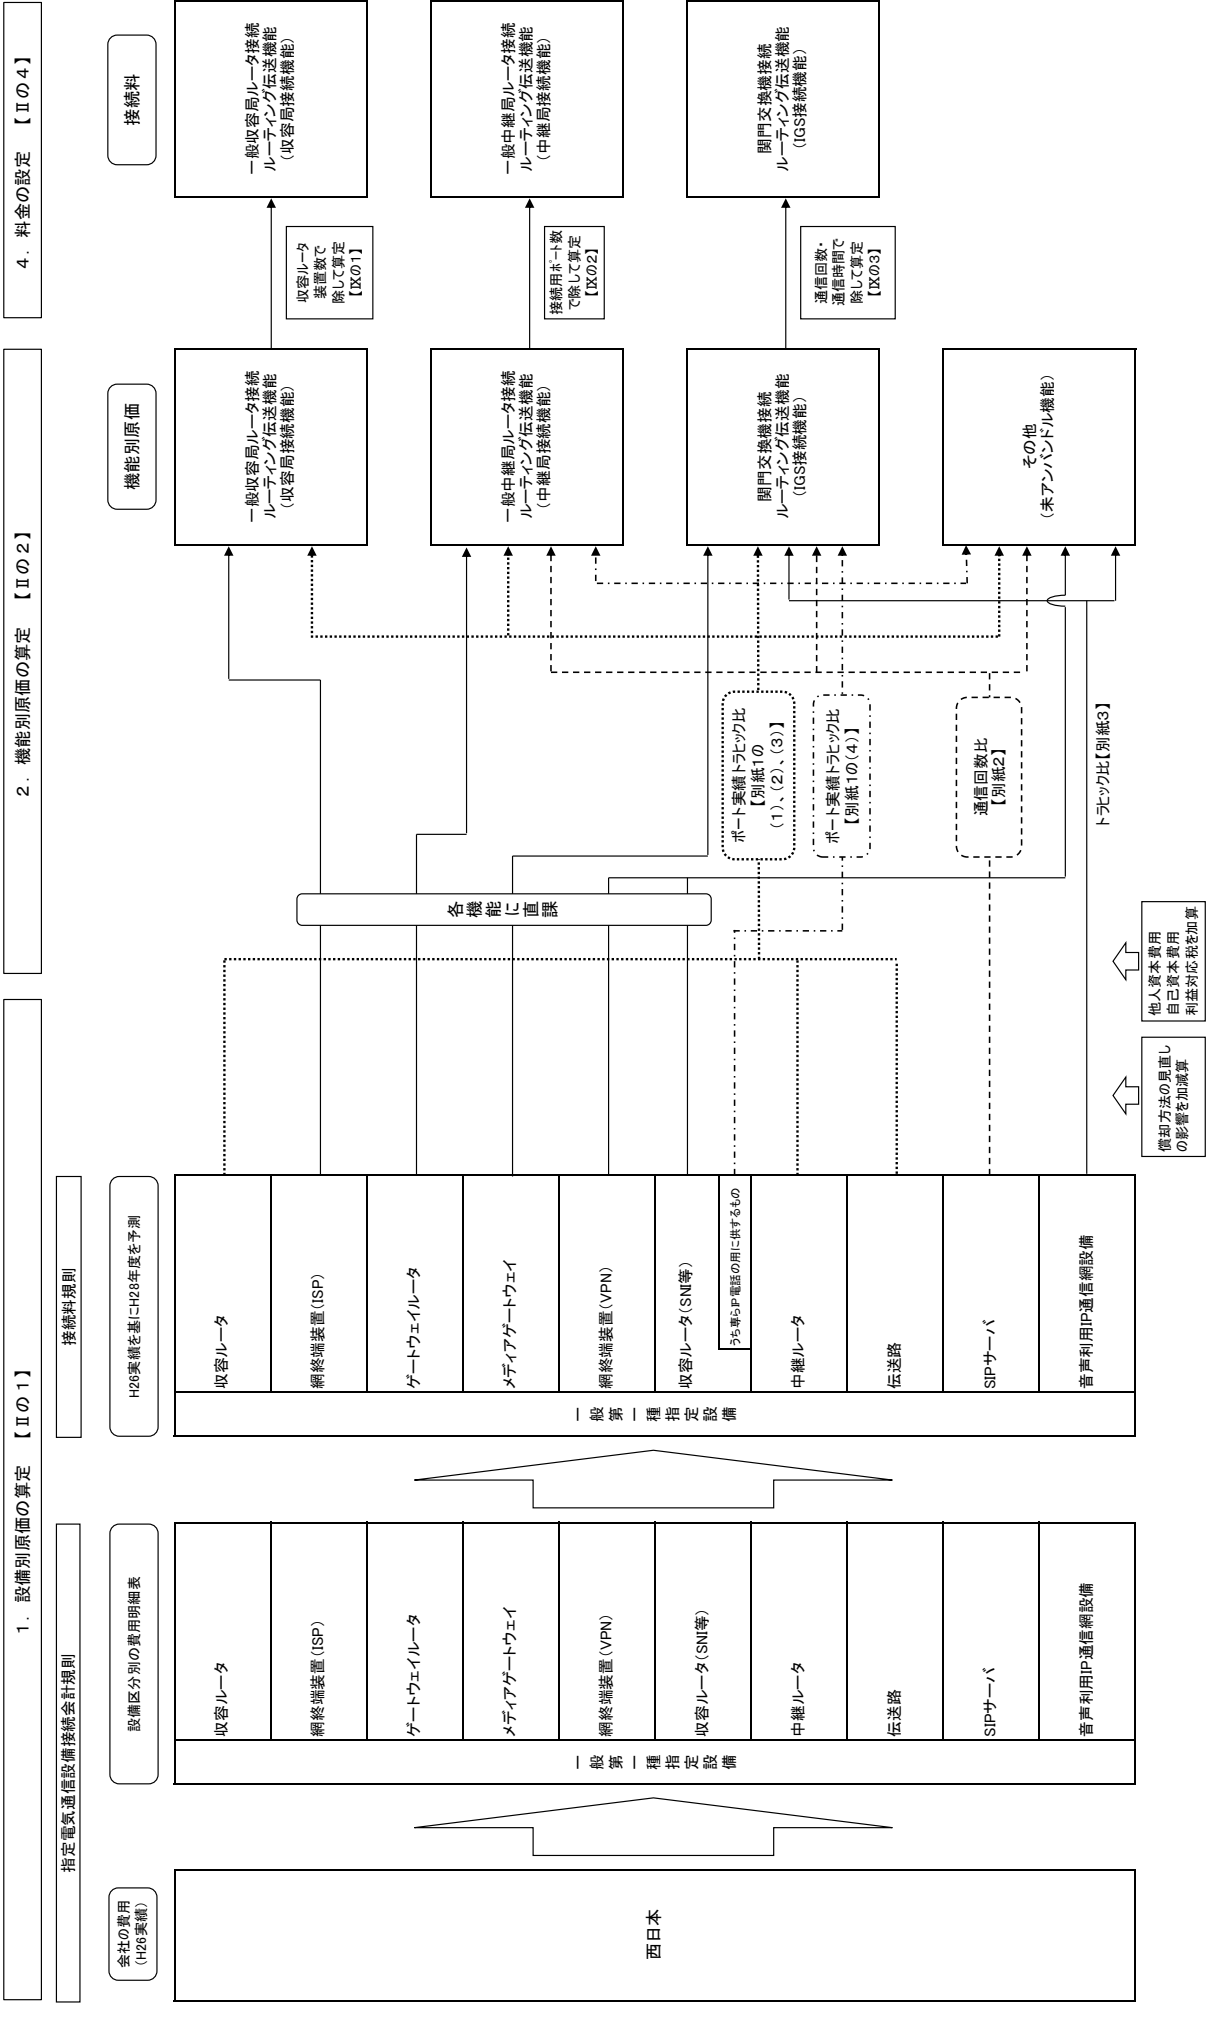 1. 設備別原価の算定 【Ⅱの1】
2. 機能別原価の算定 【Ⅱの2】
4. 料金の設定 【Ⅱの4】
指定電気通信設備接続会計規則
接続料規則
会社の費用
(H26実績)
設備区分別の費用明細表
H26実績を基にH28年度を予測
機能別原価
接続料
西日本
収容ルータ
網終端装置(ISP)
ゲートウェイルータ
メディアゲートウェイ
網終端装置(VPN)
収容ルータ(SNI等)
中継ルータ
伝送路
SIPサーバ
音声利用IP通信網設備
一般第一種指定設備
収容ルータ
網終端装置(ISP)
ゲートウェイルータ
メディアゲートウェイ
網終端装置(VPN)
収容ルータ(SNI等)
うち専らIP電話の用に供するもの
中継ルータ
伝送路
SIPサーバ
音声利用IP通信網設備
一般第一種指定設備
償却方法の見直し
の影響を加減算
他人資本費用
自己資本費用
利益対応税を加算
各機能に直課
ポート実績トラヒック比
【別紙1の
(1)、(2)、(3)】
ポート実績トラヒック比
【別紙1の(4)】
通信回数比
【別紙2】
トラヒック比【別紙3】
一般収容局ルータ接続
ルーティング伝送機能
(収容局接続機能)
一般中継局ルータ接続
ルーティング伝送機能
(中継局接続機能)
関門交換機接続
ルーティング伝送機能
(IGS接続機能)
その他
(未アンバンドル機能)
収容ルータ
装置数で
除して算定
【Ⅸの1】
接続用ポート数
で除して算定
【Ⅸの2】
通信回数・
通信時間で
除して算定
【Ⅸの3】
一般収容局ルータ接続
ルーティング伝送機能
(収容局接続機能)
一般中継局ルータ接続
ルーティング伝送機能
(中継局接続機能)
関門交換機接続
ルーティング伝送機能
(IGS接続機能)